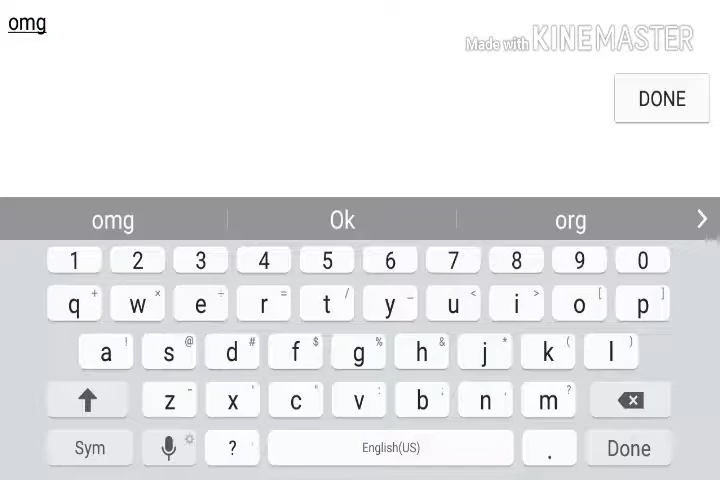 omg
Made with KINEMASTER
DONE
omg Ok org >
1 2 3 4 5 6 7 8 9 0
q + w × e ÷ r = t / y _ u < i > o [ p ]
a ! s @ d # f $ g % h & j * k ( l )
z - x ' c " v : b ; n , m ?
Sym ? , English(US) . Done